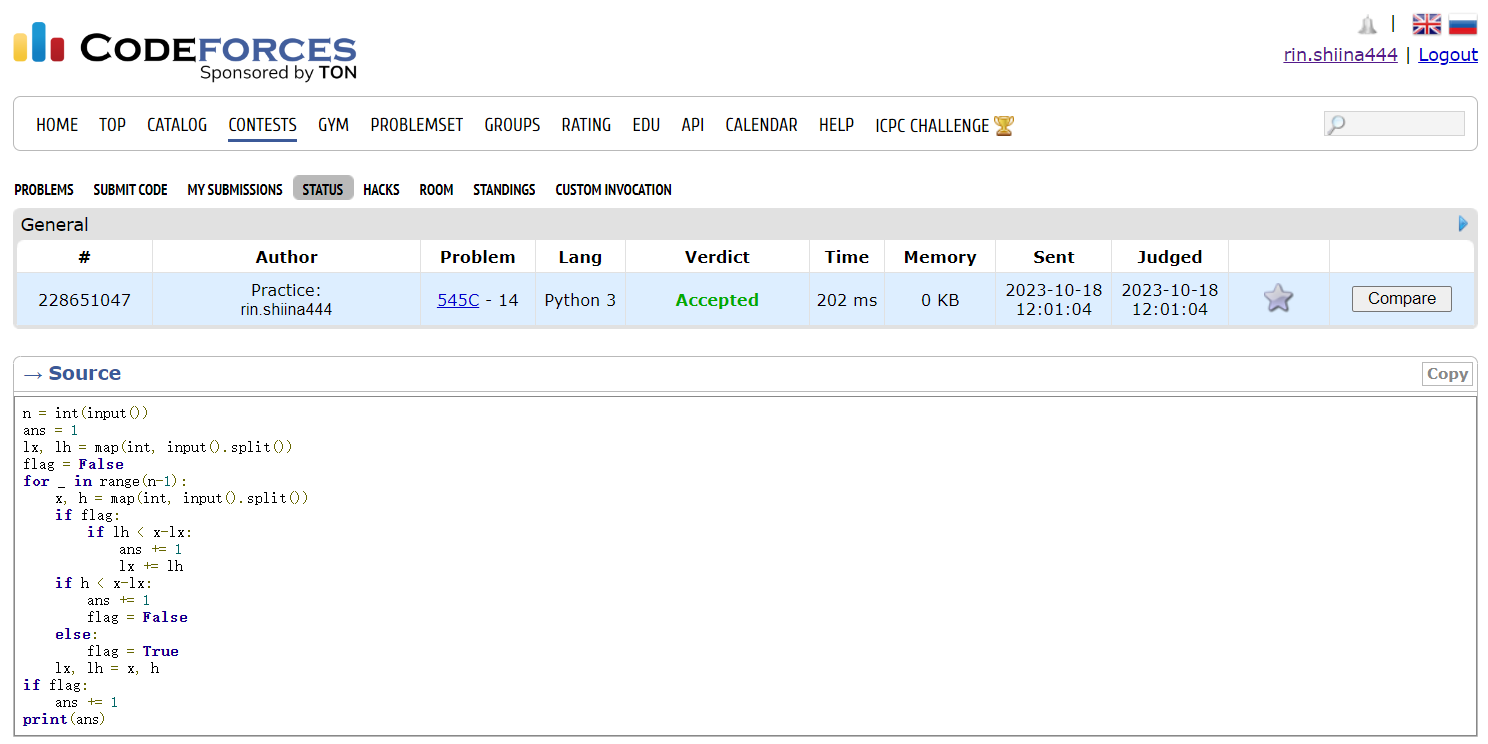 CODEFORCES
Sponsored by TON
|
rin.shiina444 | Logout
HOME TOP CATALOG CONTESTS GYM PROBLEMSET GROUPS RATING EDU API CALENDAR HELP ICPC CHALLENGE
PROBLEMS SUBMIT CODE MY SUBMISSIONS STATUS HACKS ROOM STANDINGS CUSTOM INVOCATION
General
# Author Problem Lang Verdict Time Memory Sent Judged
228651047 Practice: rin.shiina444 545C - 14 Python 3 Accepted 202 ms 0 KB 2023-10-18 12:01:04 2023-10-18 12:01:04 Compare
→ Source Copy
n = int(input())
ans = 1
lx, lh = map(int, input().split())
flag = False
for _ in range(n-1):
    x, h = map(int, input().split())
    if flag:
        if lh < x-lx:
            ans += 1
            lx += lh
    if h < x-lx:
        ans += 1
        flag = False
    else:
        flag = True
    lx, lh = x, h
if flag:
    ans += 1
print(ans)